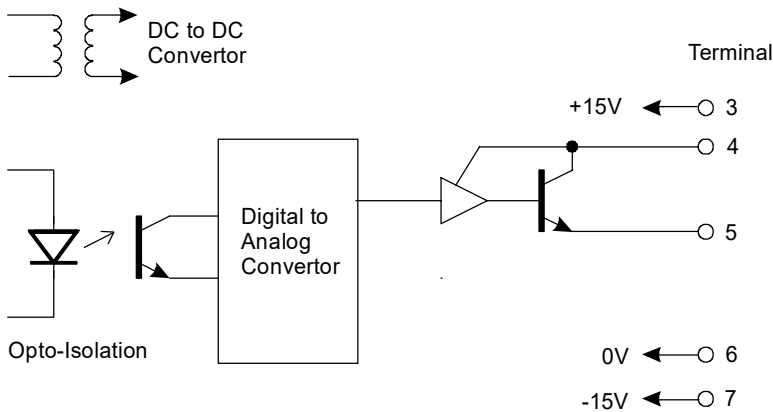 DC to DC
Convertor
Terminal
+15V
3
4
Digital to
Analog
Convertor
5
Opto-Isolation
0V
6
-15V
7